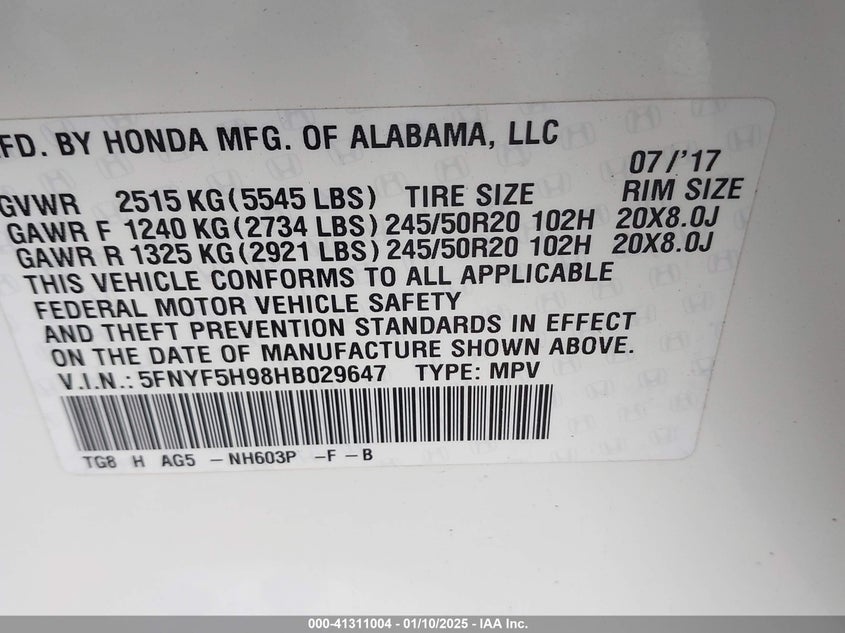 FD. BY HONDA MFG. OF ALABAMA, LLC
07/'17
GVWR 2515 KG(5545 LBS) TIRE SIZE RIM SIZE
GAWR F 1240 KG(2734 LBS) 245/50R20 102H 20X8.0J
GAWR R 1325 KG(2921 LBS) 245/50R20 102H 20X8.0J
THIS VEHICLE CONFORMS TO ALL APPLICABLE
FEDERAL MOTOR VEHICLE SAFETY
AND THEFT PREVENTION STANDARDS IN EFFECT
ON THE DATE OF MANUFACTURE SHOWN ABOVE.
V.I.N.: 5FNYF5H98HB029647 TYPE: MPV
TG8 H AG5 -NH603P -F-B
000-41311004 - 01/10/2025 - IAA Inc.